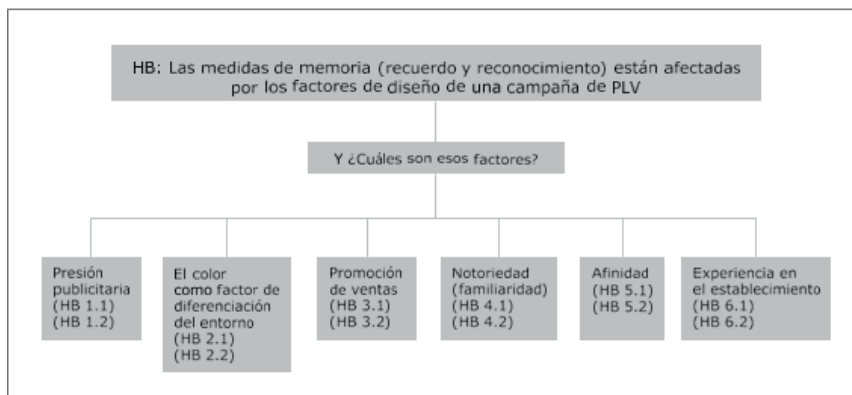 HB: Las medidas de memoria (recuerdo y reconocimiento) están afectadas
por los factores de diseño de una campaña de PLV
Y ¿Cuáles son esos factores?
Presión
publicitaria
(HB 1.1)
(HB 1.2)
El color
como factor de
diferenciación
del entorno
(HB 2.1)
(HB 2.2)
Promoción
de ventas
(HB 3.1)
(HB 3.2)
Notoriedad
(familiaridad)
(HB 4.1)
(HB 4.2)
Afinidad
(HB 5.1)
(HB 5.2)
Experiencia en
el establecimiento
(HB 6.1)
(HB 6.2)